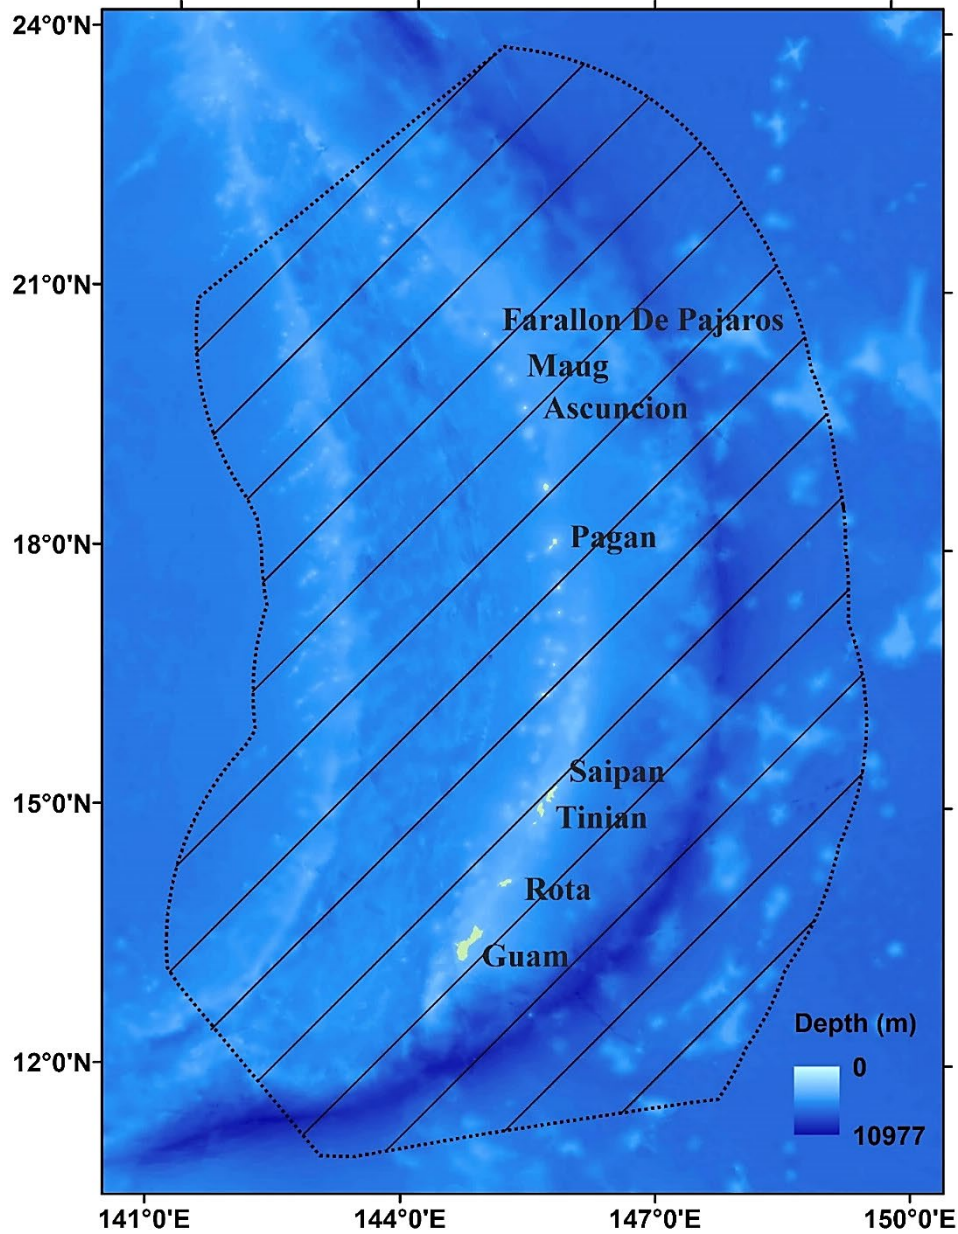 24°0'N
21°0'N
Farallon De Pajaros
Maug
Ascuncion
18°0'N
Pagan
Saipan
15°0'N
Tinian
Rota
Guam
Depth (m)
12°0'N
0
10977
141°0'E 144°0'E 147°0'E 150°0'E